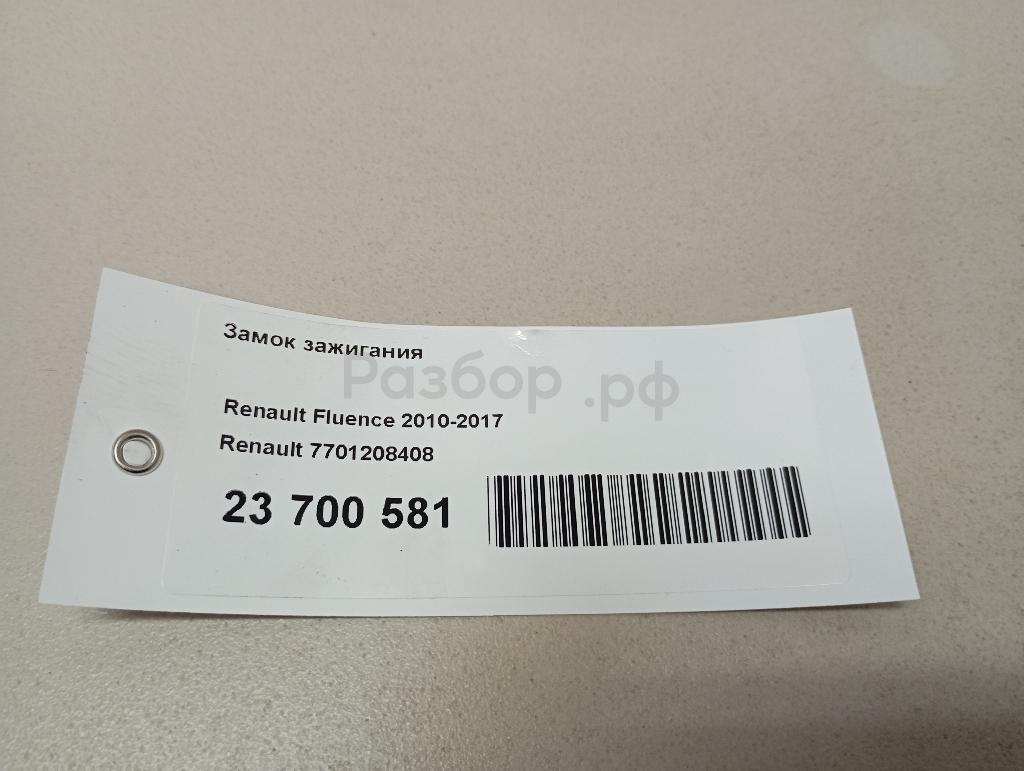 Замок зажигания
Разбор.рф
Renault Fluence 2010-2017
Renault 7701208408
23 700 581